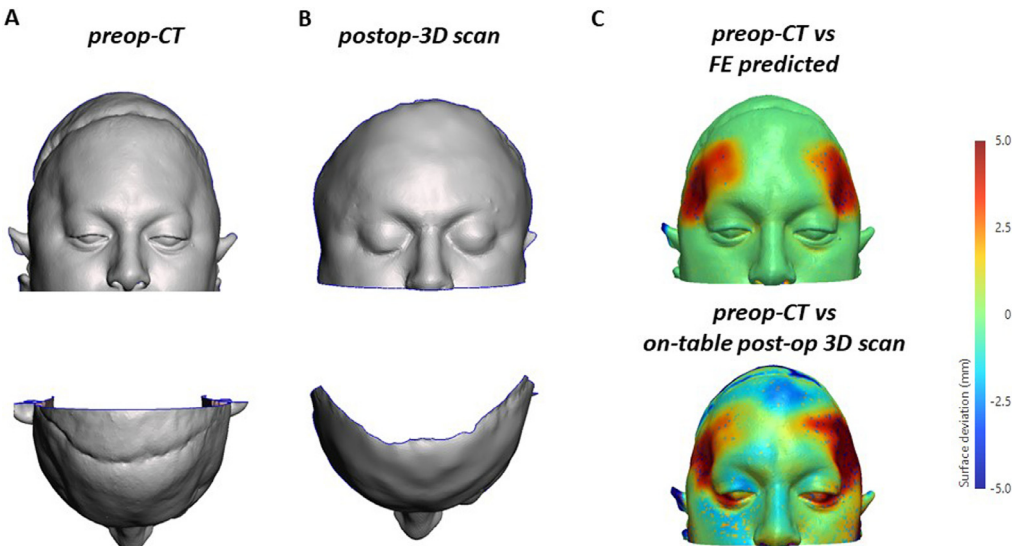 A
preop-CT
B
postop-3D scan
C
preop-CT vs
FE predicted
preop-CT vs
on-table post-op 3D scan
Surface deviation (mm)
5.0
2.5
0
-2.5
-5.0